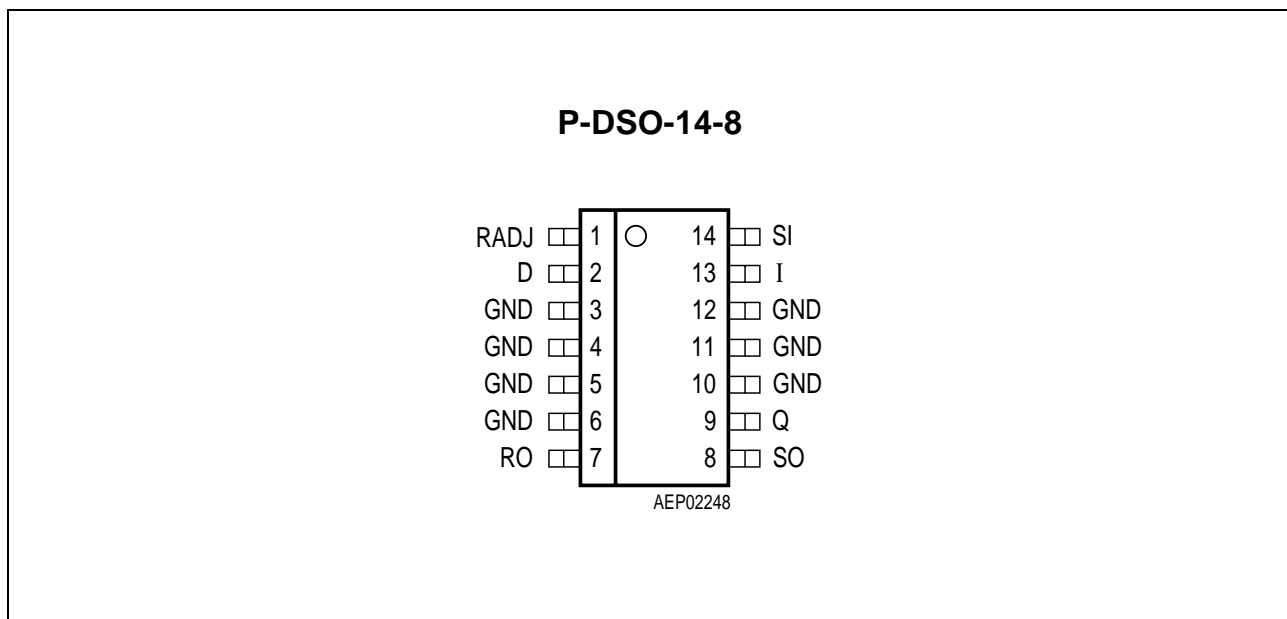 P-DSO-14-8
RADJ 1 14 SI
D 2 13 I
GND 3 12 GND
GND 4 11 GND
GND 5 10 GND
GND 6 9 Q
RO 7 8 SO
AEP02248